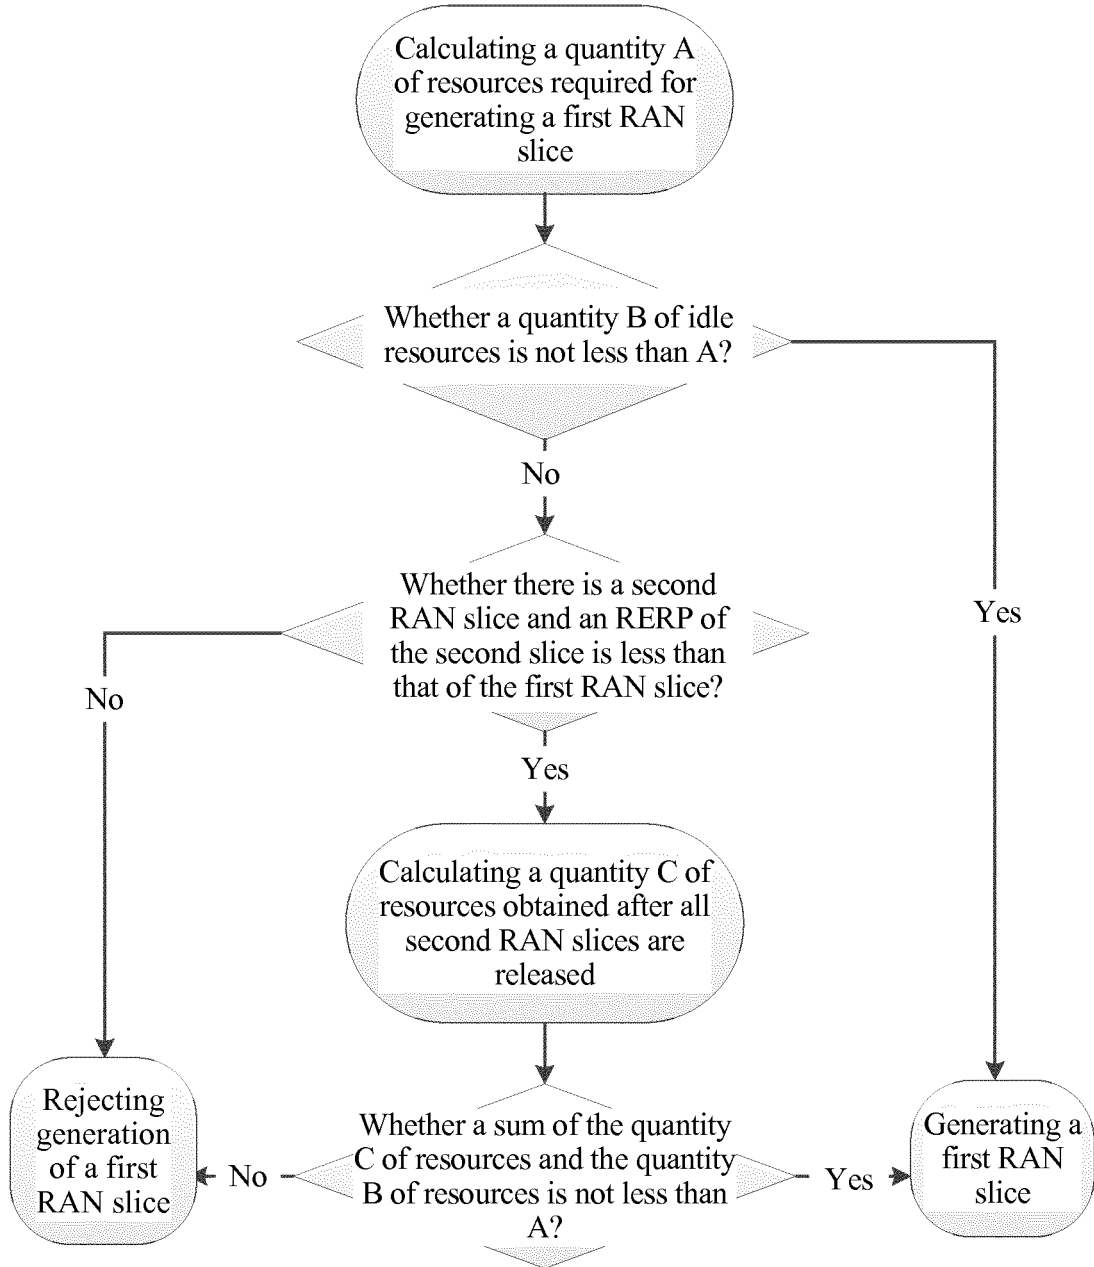 Calculating a quantity A
of resources required for
generating a first RAN
slice
Whether a quantity B of idle
resources is not less than A?
No
Whether there is a second
RAN slice and an RERP of
the second slice is less than
that of the first RAN slice?
Yes
No
Yes
Calculating a quantity C of
resources obtained after all
second RAN slices are
released
Rejecting
generation
of a first
RAN slice
No
Whether a sum of the quantity
C of resources and the quantity
B of resources is not less than
A?
Yes
Generating a
first RAN
slice